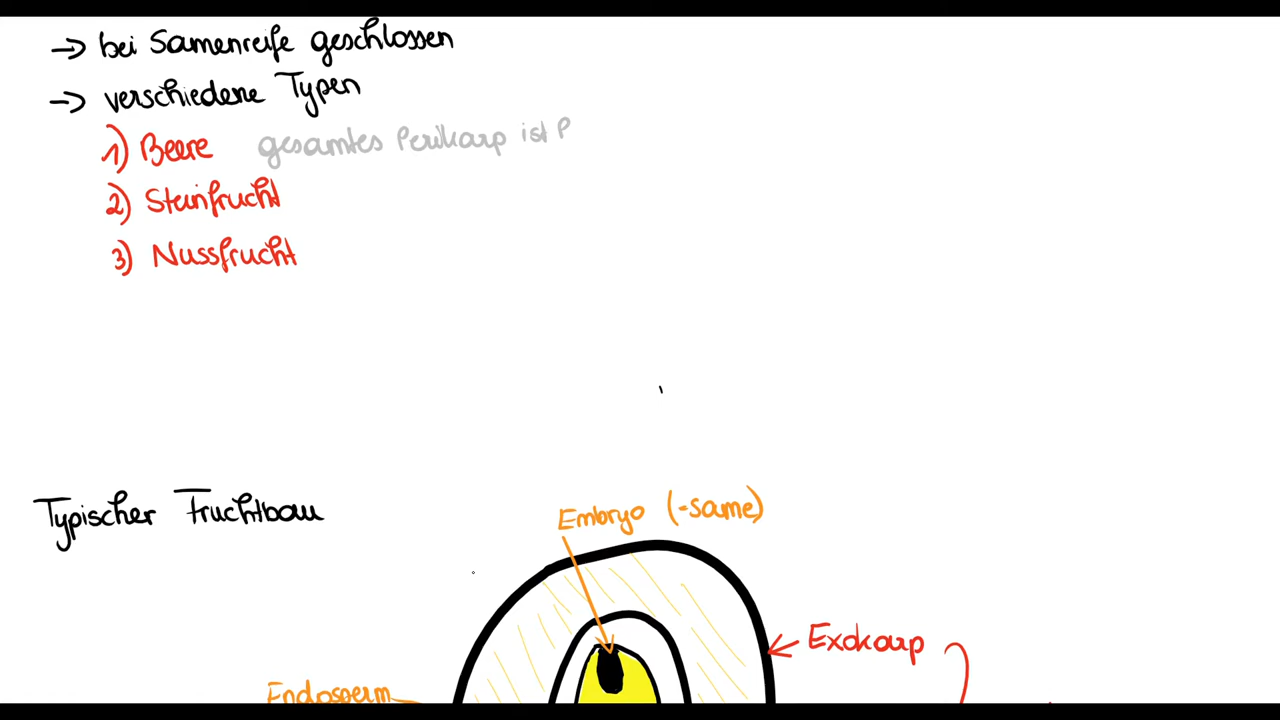 → bei Samenreife geschlossen
→ verschiedene Typen
1) Beere gesamtes Perikarp ist P
2) Steinfrucht
3) Nussfrucht
Typischer Fruchtbau
Embryo (-same)
Exokarp
Endosperm